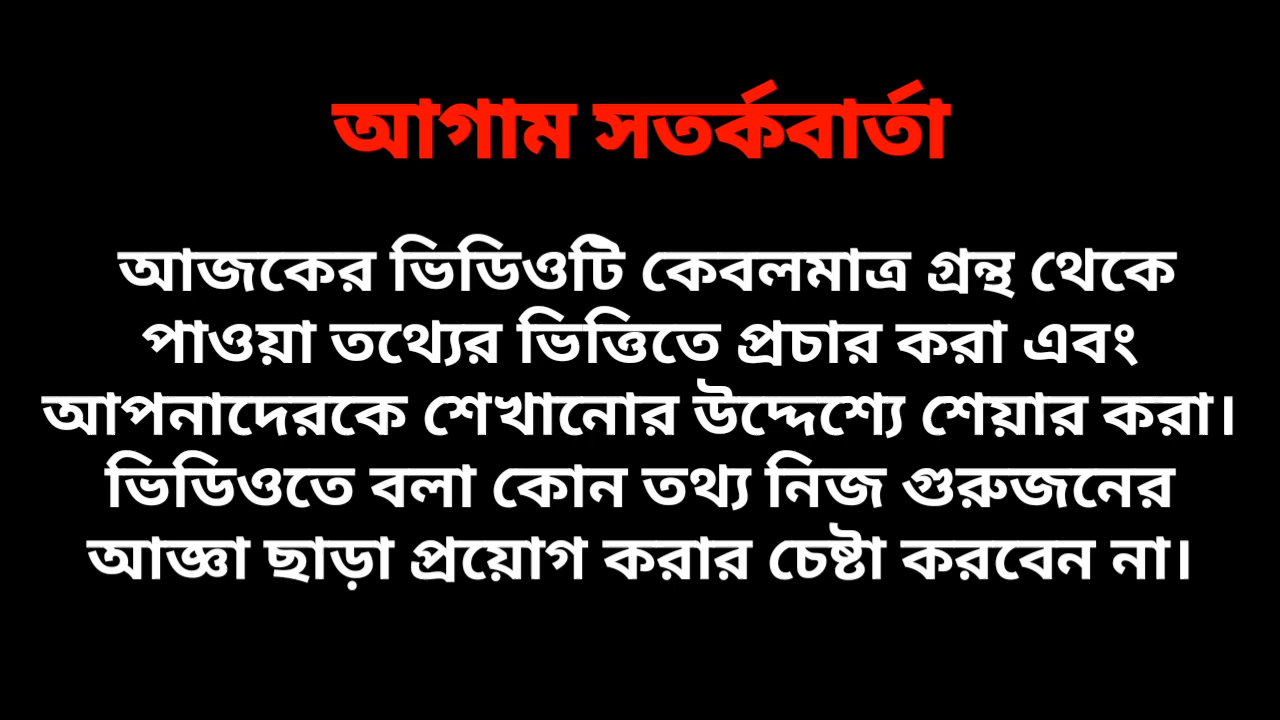 আগাম সতর্কবার্তা
আজকের ভিডিওটি কেবলমাত্র গ্রন্থ থেকে
পাওয়া তথ্যের ভিত্তিতে প্রচার করা এবং
আপনাদেরকে শেখানোর উদ্দেশ্যে শেয়ার করা।
ভিডিওতে বলা কোন তথ্য নিজ গুরুজনের
আজ্ঞা ছাড়া প্রয়োগ করার চেষ্টা করবেন না।